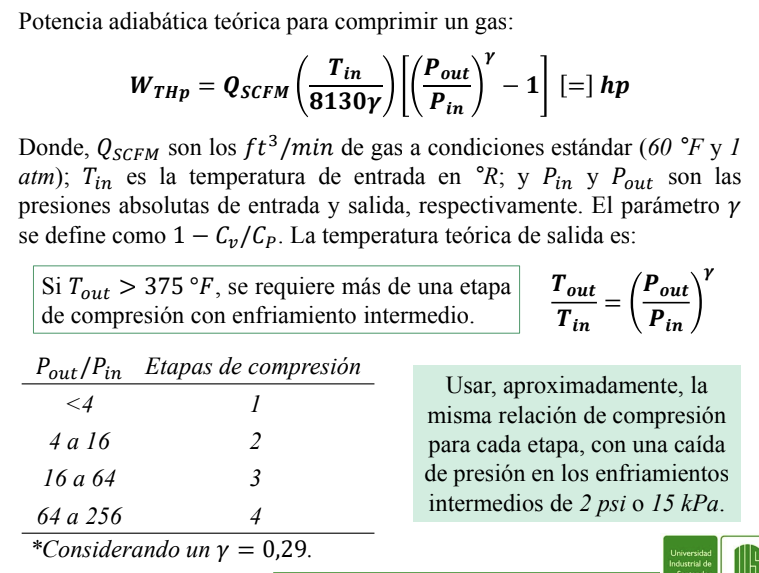 Potencia adiabática teórica para comprimir un gas:
W_THp = Q_SCFM (T_in / 8130γ) [(P_out / P_in)^γ − 1] [=] hp
Donde, Q_SCFM son los ft³/min de gas a condiciones estándar (60 °F y 1
atm); T_in es la temperatura de entrada en °R; y P_in y P_out son las
presiones absolutas de entrada y salida, respectivamente. El parámetro γ
se define como 1 − C_v/C_P. La temperatura teórica de salida es:
Si T_out > 375 °F, se requiere más de una etapa
de compresión con enfriamiento intermedio.
T_out / T_in = (P_out / P_in)^γ
P_out/P_in Etapas de compresión
<4 1
4 a 16 2
16 a 64 3
64 a 256 4
*Considerando un γ = 0,29.
Usar, aproximadamente, la
misma relación de compresión
para cada etapa, con una caída
de presión en los enfriamientos
intermedios de 2 psi o 15 kPa.
Universidad
Industrial de